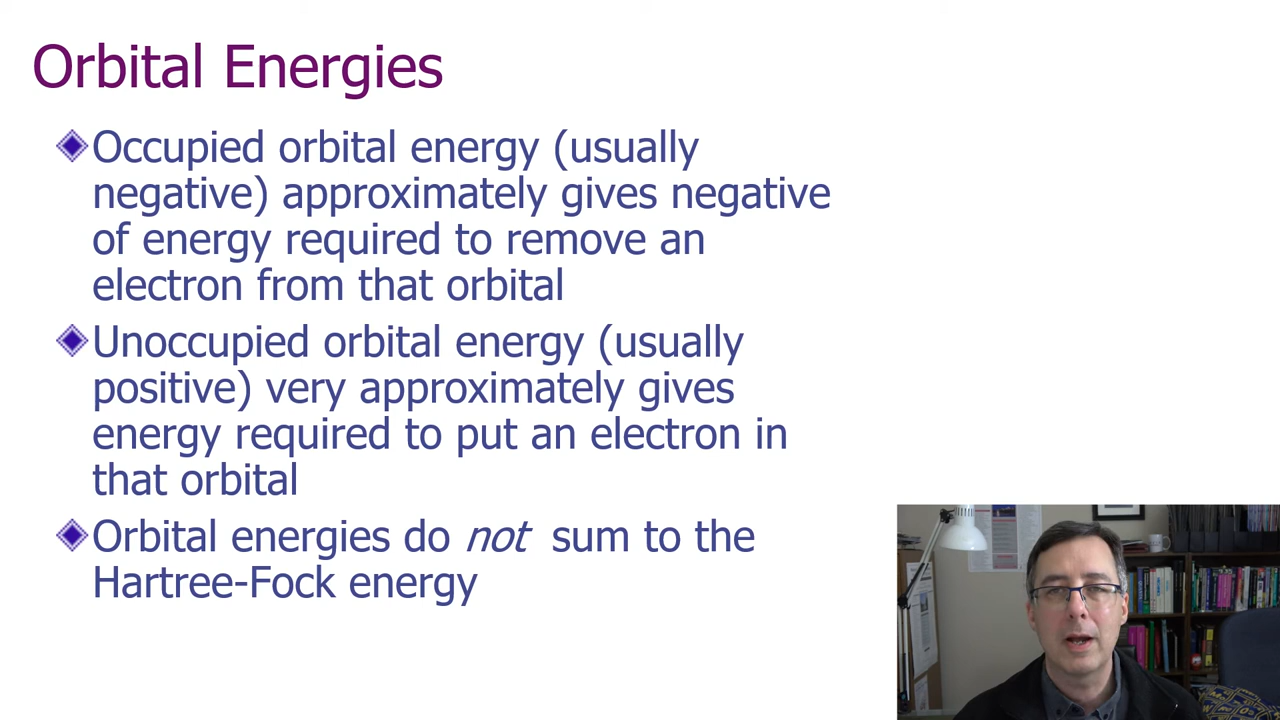 Orbital Energies
Occupied orbital energy (usually
negative) approximately gives negative
of energy required to remove an
electron from that orbital
Unoccupied orbital energy (usually
positive) very approximately gives
energy required to put an electron in
that orbital
Orbital energies do not sum to the
Hartree-Fock energy